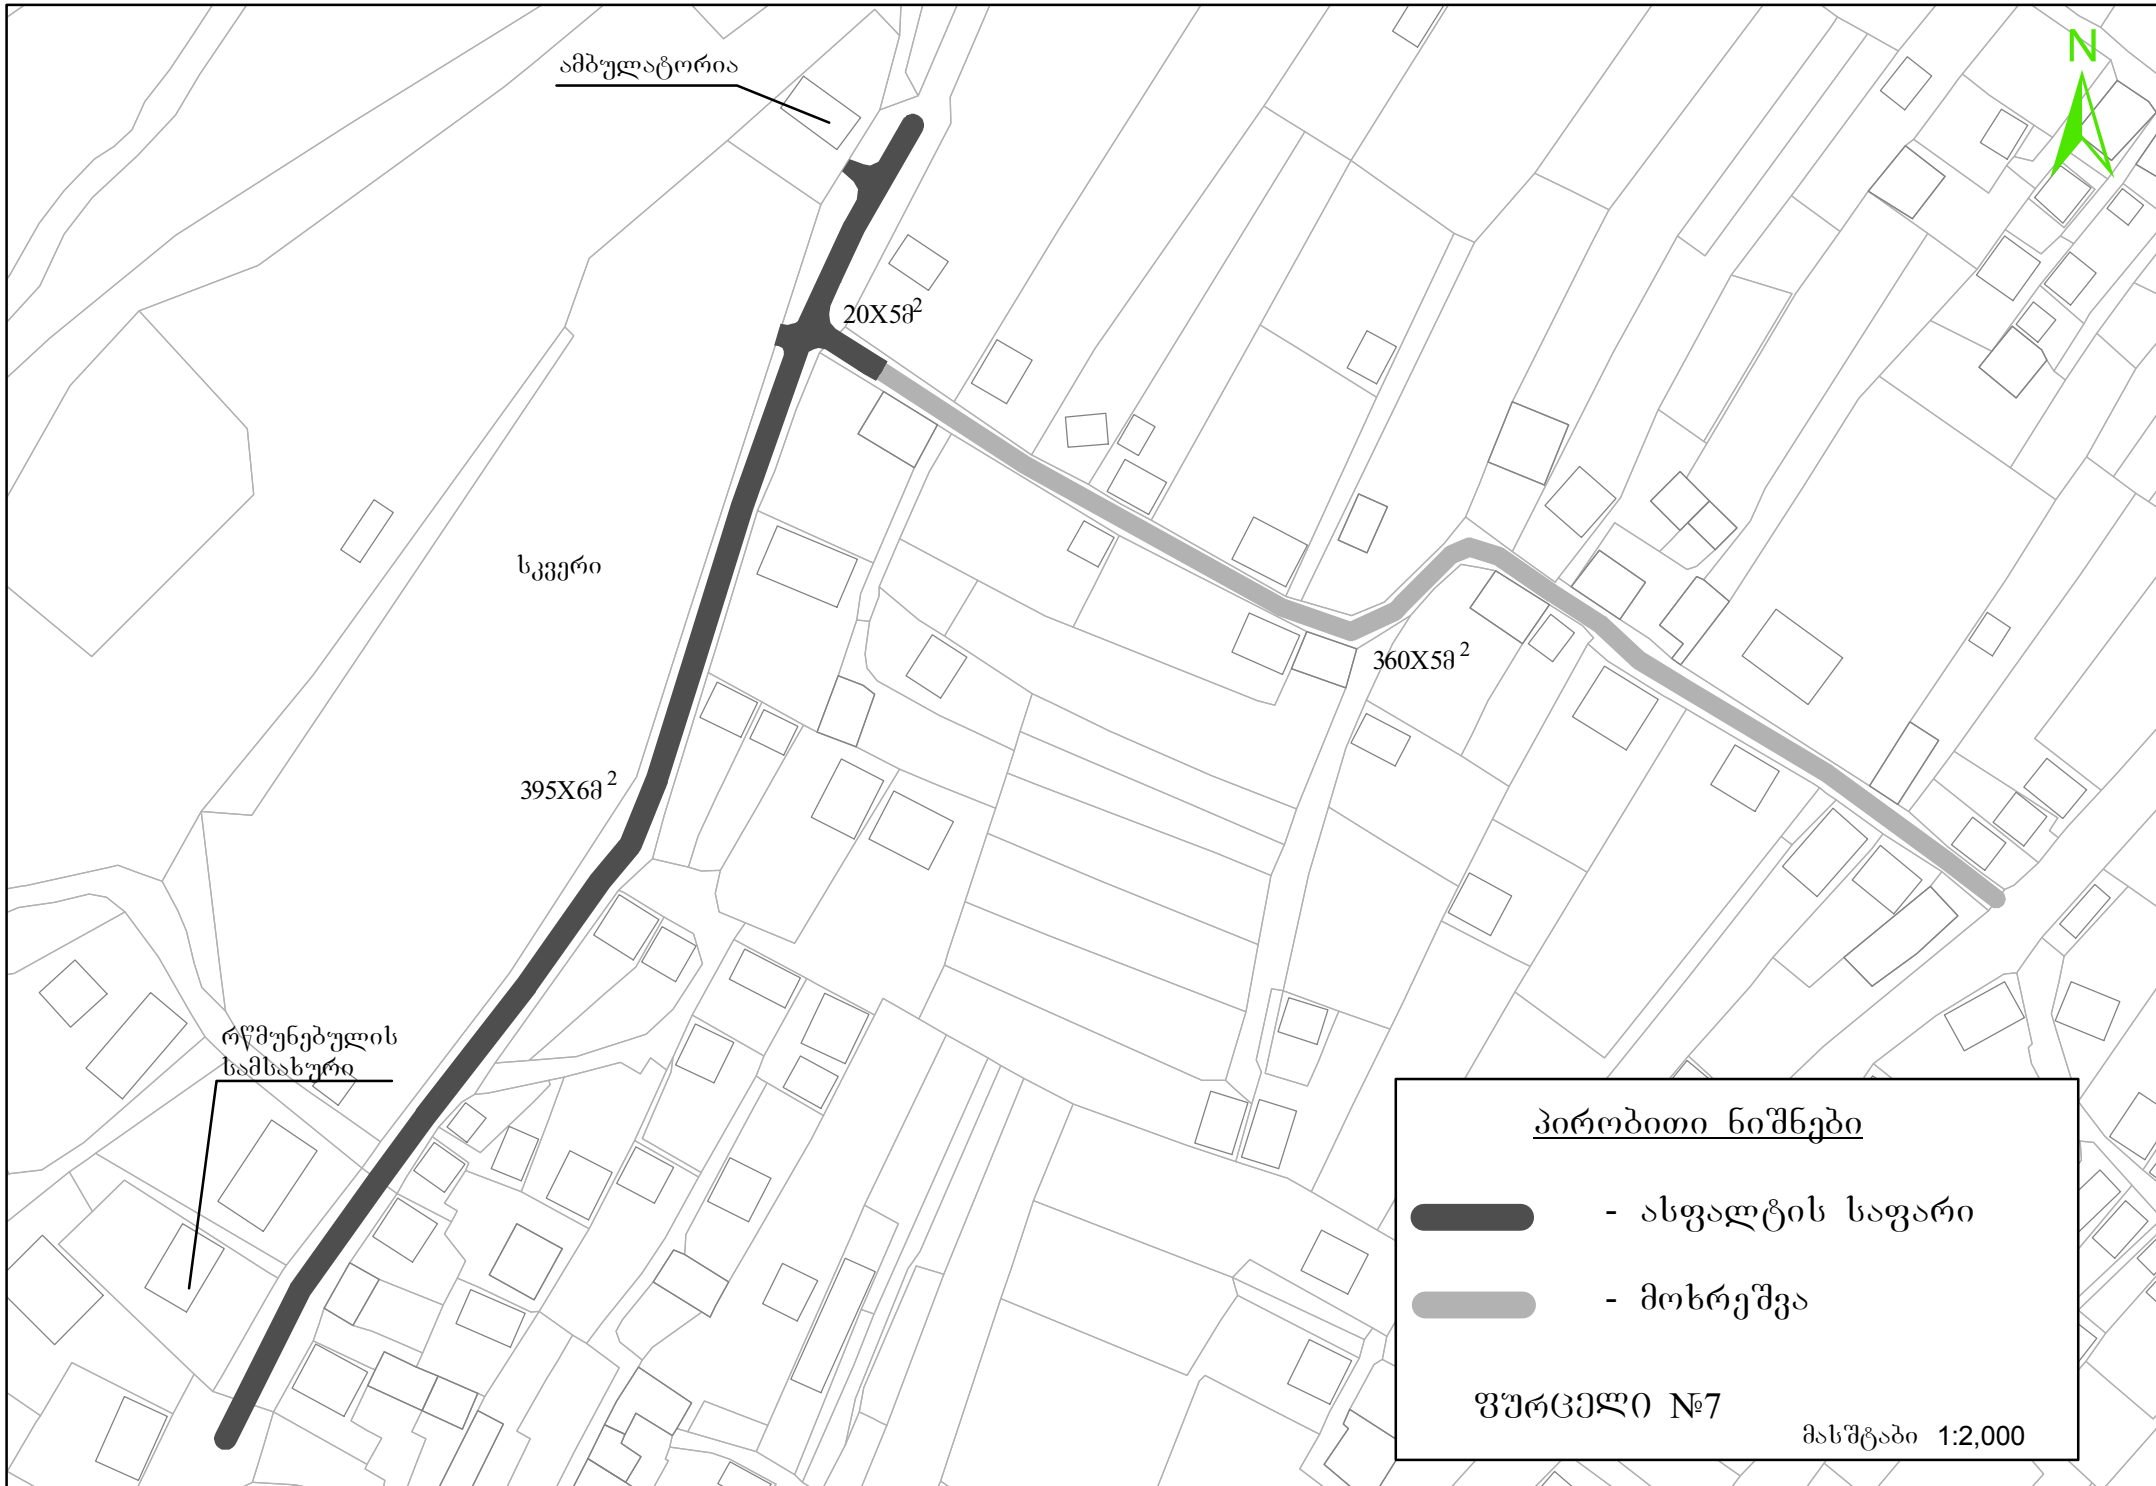 ამბულატორია
N
20X5მ²
სკვერი
360X5მ²
395X6მ²
რწმუნებულის
სამსახური
პირობითი ნიშნები
- ასფალტის საფარი
- მოხრეშვა
ფურცელი №7
მასშტაბი 1:2,000